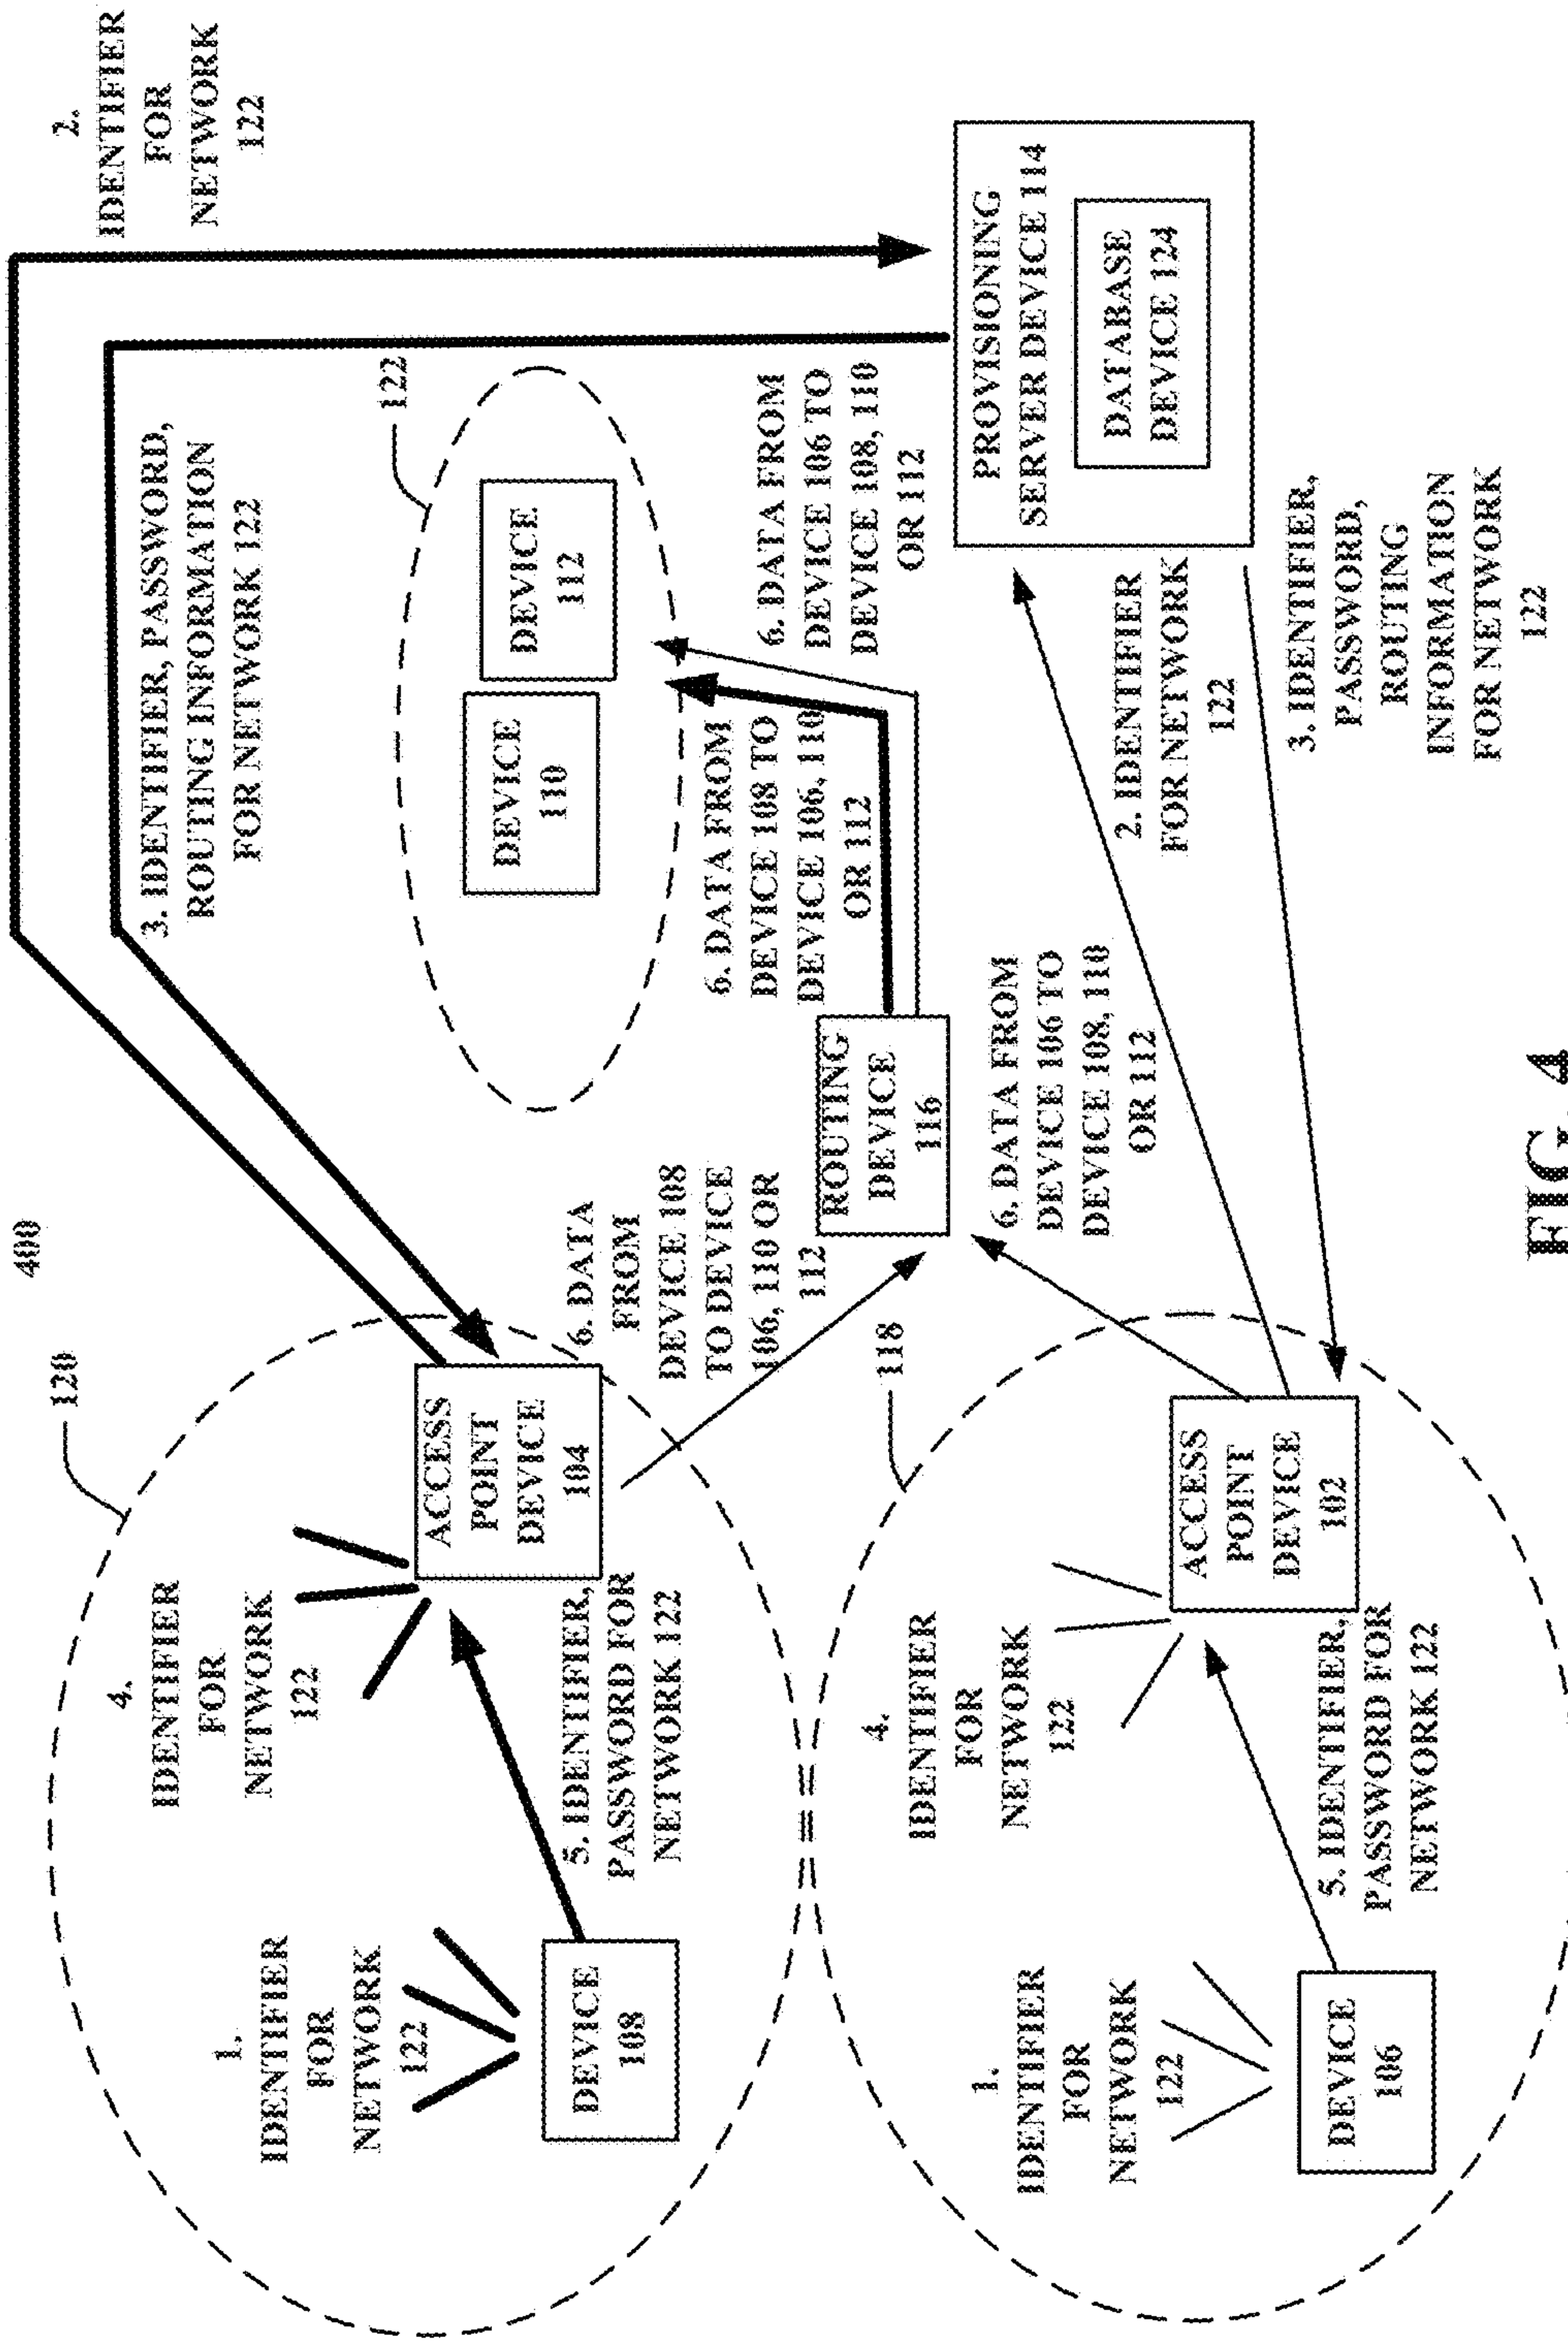 400
2.
IDENTIFIER
FOR
NETWORK
122
3. IDENTIFIER, PASSWORD,
ROUTING INFORMATION
FOR NETWORK 122
120
4.
IDENTIFIER
FOR
NETWORK
122
1.
IDENTIFIER
FOR
NETWORK
122
DEVICE
108
ACCESS
POINT
DEVICE
104
5. IDENTIFIER,
PASSWORD FOR
NETWORK 122
6. DATA
FROM
DEVICE 108
TO DEVICE
106, 110 OR
112
122
DEVICE
110
DEVICE
112
6. DATA FROM
DEVICE 108 TO
DEVICE 106, 110
OR 112
6. DATA FROM
DEVICE 106 TO
DEVICE 108, 110
OR 112
ROUTING
DEVICE
116
PROVISIONING
SERVER DEVICE 114
DATABASE
DEVICE 124
118
4.
IDENTIFIER
FOR
NETWORK
122
1.
IDENTIFIER
FOR
NETWORK
122
DEVICE
106
ACCESS
POINT
DEVICE
102
5. IDENTIFIER,
PASSWORD FOR
NETWORK 122
6. DATA FROM
DEVICE 106 TO
DEVICE 108, 110
OR 112
2. IDENTIFIER
FOR NETWORK
122
3. IDENTIFIER,
PASSWORD,
ROUTING
INFORMATION
FOR NETWORK
122
FIG. 4